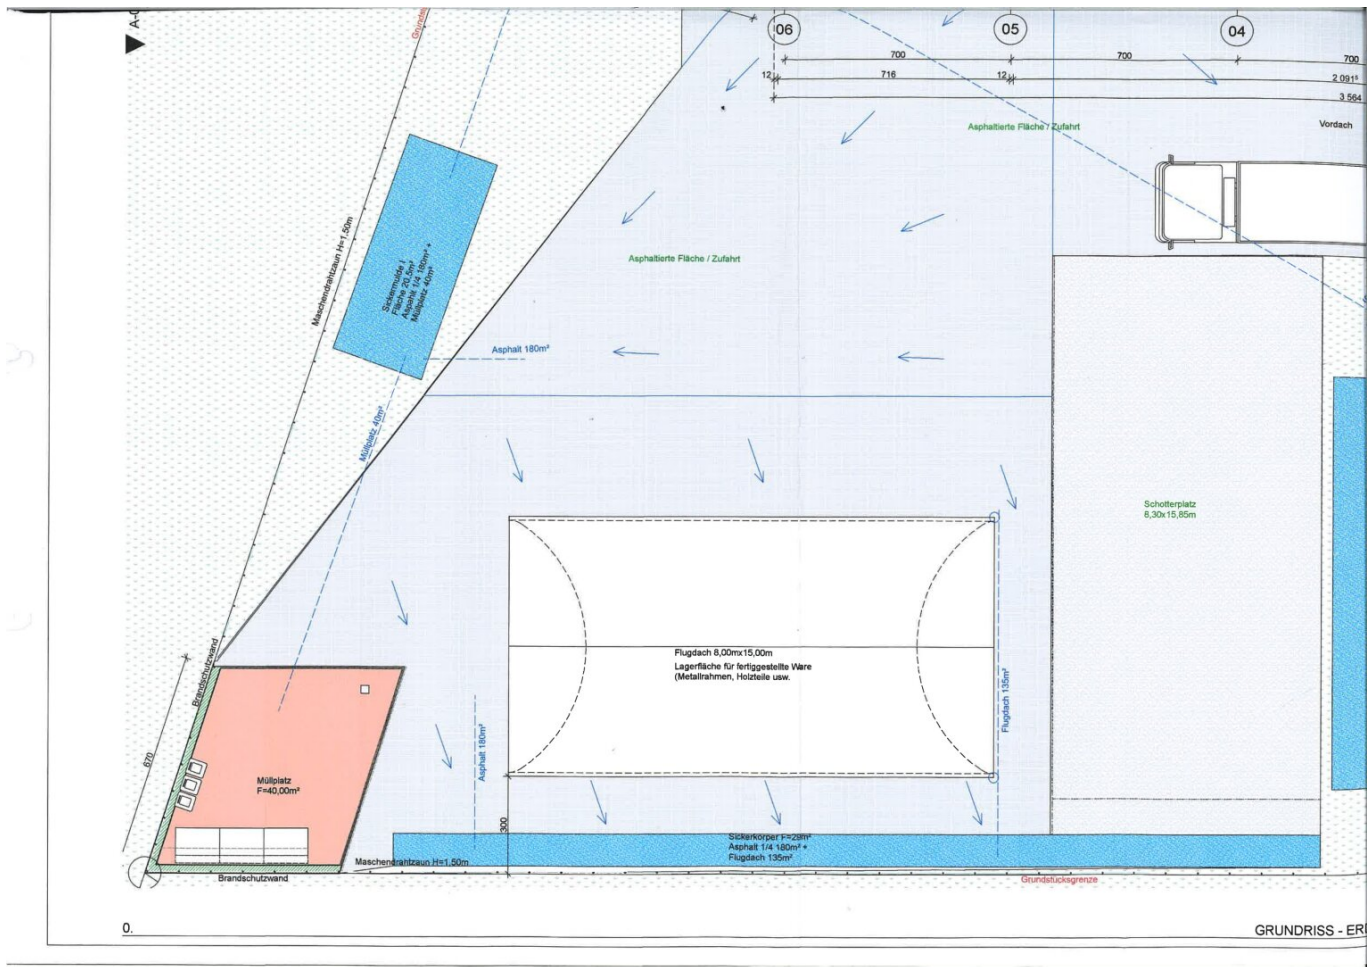 A-0
Grundstü
06
05
04
700
700
700
12
716
12
2 091⁵
3 564
Asphaltierte Fläche / Zufahrt
Vordach
Maschendrahtzaun H=1.50m
Asphaltierte Fläche / Zufahrt
Sickermulde I
Fläche 20,5m²
Aspahlt 1/4 180m² +
Müllplatz 40m²
Asphalt 180m²
Müllplatz 40m²
Schotterplatz
8,30x15,85m
Flugdach 8,00mx15,00m
Lagerfläche für fertiggestellte Ware
(Metallrahmen, Holzteile usw.
Brandschutzwand
670
Flugdach 135m²
Asphalt 180m²
Müllplatz
F=40,00m²
300
Sickerkörper F=29m²
Asphalt 1/4 180m² +
Flugdach 135m²
Maschendrahtzaun H=1.50m
Brandschutzwand
Grundstücksgrenze
0.
GRUNDRISS - ER